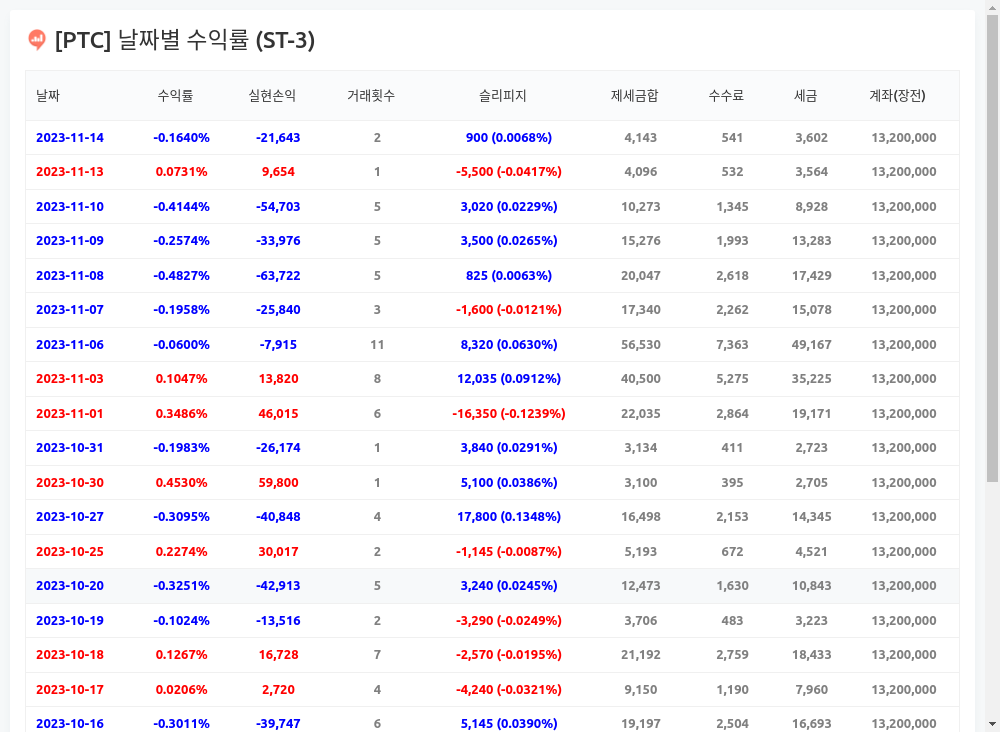 [PTC] 날짜별 수익률 (ST-3)
날짜 수익률 실현손익 거래횟수 슬리피지 제세금합 수수료 세금 계좌(장전)
2023-11-14 -0.1640% -21,643 2 900 (0.0068%) 4,143 541 3,602 13,200,000
2023-11-13 0.0731% 9,654 1 -5,500 (-0.0417%) 4,096 532 3,564 13,200,000
2023-11-10 -0.4144% -54,703 5 3,020 (0.0229%) 10,273 1,345 8,928 13,200,000
2023-11-09 -0.2574% -33,976 5 3,500 (0.0265%) 15,276 1,993 13,283 13,200,000
2023-11-08 -0.4827% -63,722 5 825 (0.0063%) 20,047 2,618 17,429 13,200,000
2023-11-07 -0.1958% -25,840 3 -1,600 (-0.0121%) 17,340 2,262 15,078 13,200,000
2023-11-06 -0.0600% -7,915 11 8,320 (0.0630%) 56,530 7,363 49,167 13,200,000
2023-11-03 0.1047% 13,820 8 12,035 (0.0912%) 40,500 5,275 35,225 13,200,000
2023-11-01 0.3486% 46,015 6 -16,350 (-0.1239%) 22,035 2,864 19,171 13,200,000
2023-10-31 -0.1983% -26,174 1 3,840 (0.0291%) 3,134 411 2,723 13,200,000
2023-10-30 0.4530% 59,800 1 5,100 (0.0386%) 3,100 395 2,705 13,200,000
2023-10-27 -0.3095% -40,848 4 17,800 (0.1348%) 16,498 2,153 14,345 13,200,000
2023-10-25 0.2274% 30,017 2 -1,145 (-0.0087%) 5,193 672 4,521 13,200,000
2023-10-20 -0.3251% -42,913 5 3,240 (0.0245%) 12,473 1,630 10,843 13,200,000
2023-10-19 -0.1024% -13,516 2 -3,290 (-0.0249%) 3,706 483 3,223 13,200,000
2023-10-18 0.1267% 16,728 7 -2,570 (-0.0195%) 21,192 2,759 18,433 13,200,000
2023-10-17 0.0206% 2,720 4 -4,240 (-0.0321%) 9,150 1,190 7,960 13,200,000
2023-10-16 -0.3011% -39,747 6 5,145 (0.0390%) 19,197 2,504 16,693 13,200,000